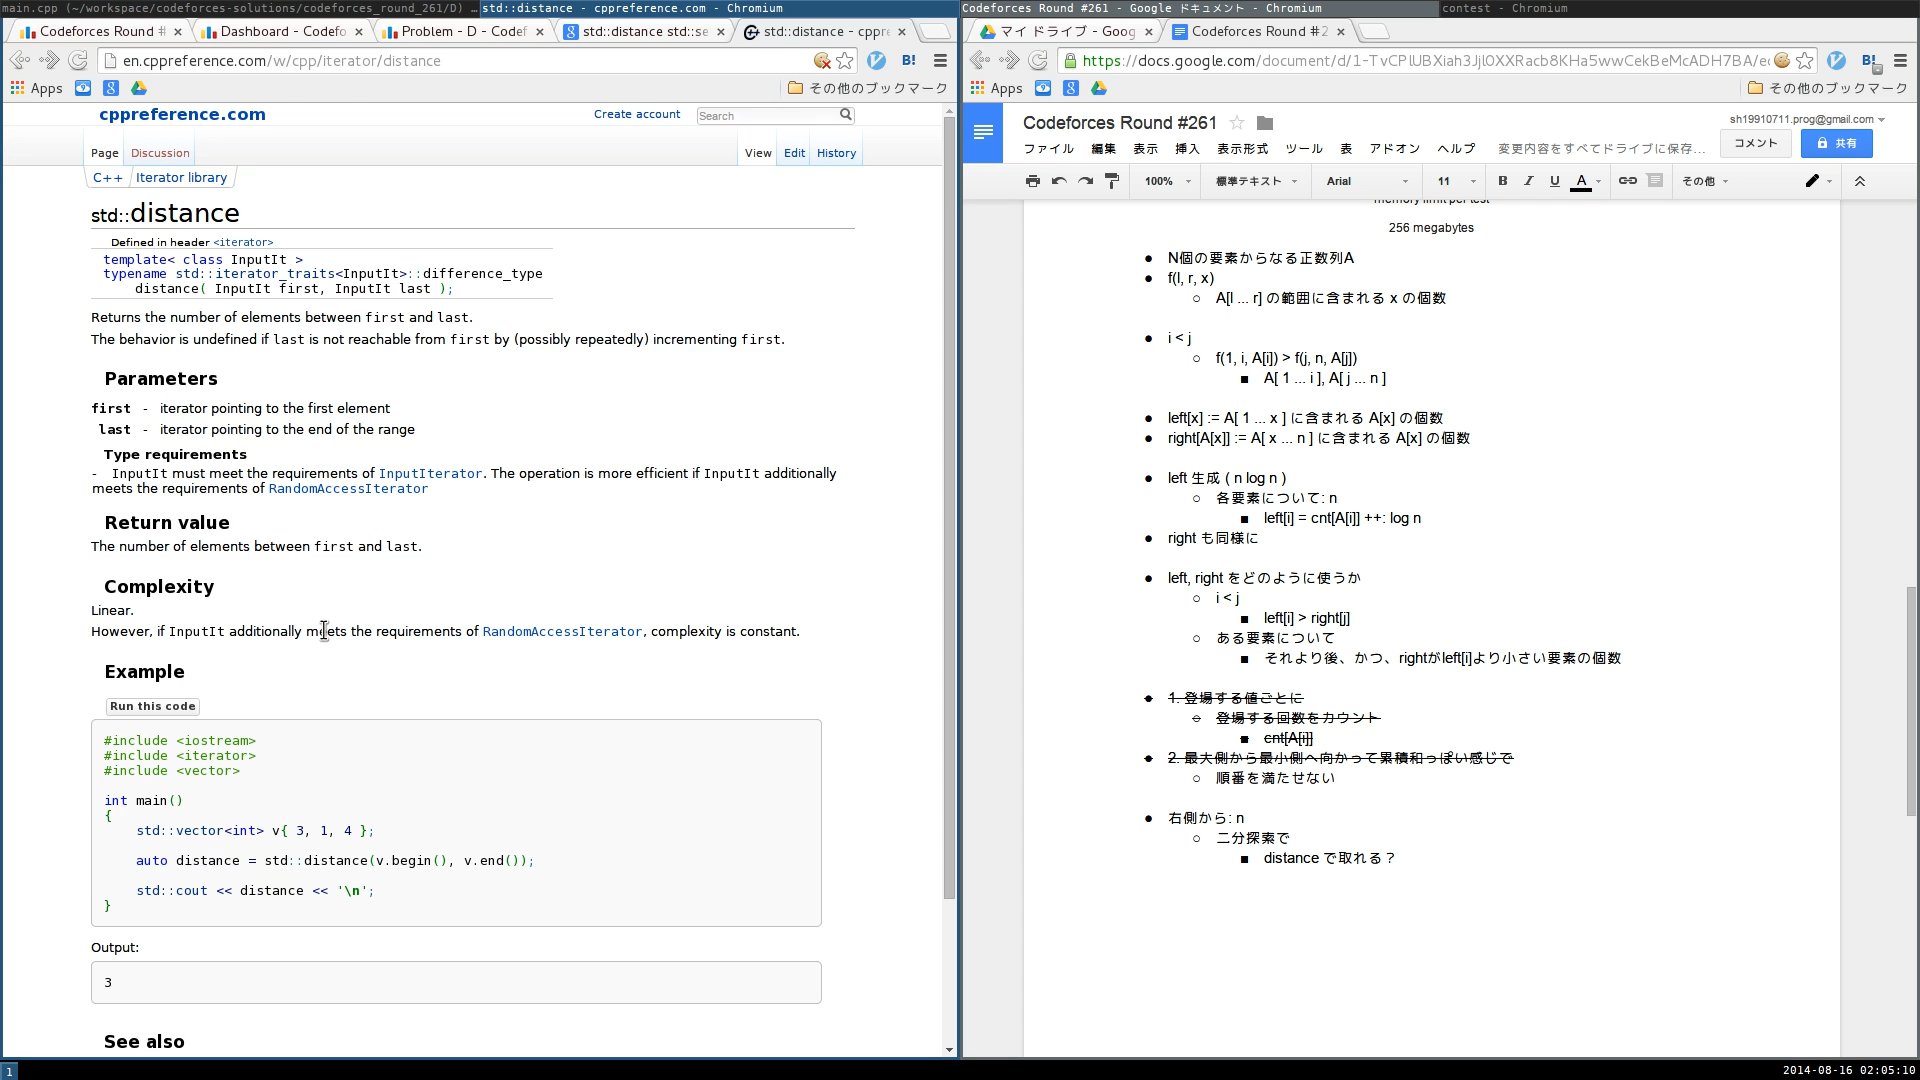 main.cpp (~/workspace/codeforces-solutions/codeforces_round_261/D) …
std::distance - cppreference.com - Chromium
Codeforces Round #261 - Google ドキュメント - Chromium
contest - Chromium
Codeforces Round #
Dashboard - Codefo
Problem - D - Codef
std::distance std::se
std::distance - cppre
en.cppreference.com/w/cpp/iterator/distance
B!
Apps
その他のブックマーク
cppreference.com
Create account
Search
Page
Discussion
View
Edit
History
C++
Iterator library
std::distance
Defined in header <iterator>
template< class InputIt >
typename std::iterator_traits<InputIt>::difference_type
distance( InputIt first, InputIt last );
Returns the number of elements between first and last.
The behavior is undefined if last is not reachable from first by (possibly repeatedly) incrementing first.
Parameters
first - iterator pointing to the first element
last - iterator pointing to the end of the range
Type requirements
- InputIt must meet the requirements of InputIterator. The operation is more efficient if InputIt additionally
meets the requirements of RandomAccessIterator
Return value
The number of elements between first and last.
Complexity
Linear.
However, if InputIt additionally meets the requirements of RandomAccessIterator, complexity is constant.
Example
Run this code
#include <iostream>
#include <iterator>
#include <vector>
int main()
{
std::vector<int> v{ 3, 1, 4 };
auto distance = std::distance(v.begin(), v.end());
std::cout << distance << '\n';
}
Output:
3
See also
マイ ドライブ - Goog
Codeforces Round #2
https://docs.google.com/document/d/1-TvCPlUBXiah3JjlOXXRacb8KHa5wwCekBeMcADH7BA/e
B!
Apps
その他のブックマーク
Codeforces Round #261
sh19910711.prog@gmail.com
ファイル 編集 表示 挿入 表示形式 ツール 表 アドオン ヘルプ 変更内容をすべてドライブに保存...
コメント
共有
100% 標準テキスト Arial 11 B I U A その他
memory limit per test
256 megabytes
● N個の要素からなる正数列A
● f(l, r, x)
○ A[l ... r] の範囲に含まれる x の個数
● i < j
○ f(1, i, A[i]) > f(j, n, A[j])
■ A[ 1 ... i ], A[ j ... n ]
● left[x] := A[ 1 ... x ] に含まれる A[x] の個数
● right[A[x]] := A[ x ... n ] に含まれる A[x] の個数
● left 生成 ( n log n )
○ 各要素について: n
■ left[i] = cnt[A[i]] ++: log n
● right も同様に
● left, right をどのように使うか
○ i < j
■ left[i] > right[j]
○ ある要素について
■ それより後、かつ、rightがleft[i]より小さい要素の個数
● 1. 登場する値ごとに
○ 登場する回数をカウント
■ cnt[A[i]]
● 2. 最大側から最小側へ向かって累積和っぽい感じで
○ 順番を満たせない
● 右側から: n
○ 二分探索で
■ distance で取れる？
1
2014-08-16 02:05:10